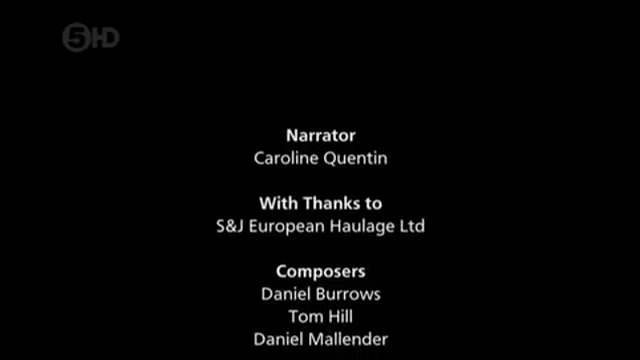 5HD
Narrator
Caroline Quentin
With Thanks to
S&J European Haulage Ltd
Composers
Daniel Burrows
Tom Hill
Daniel Mallender